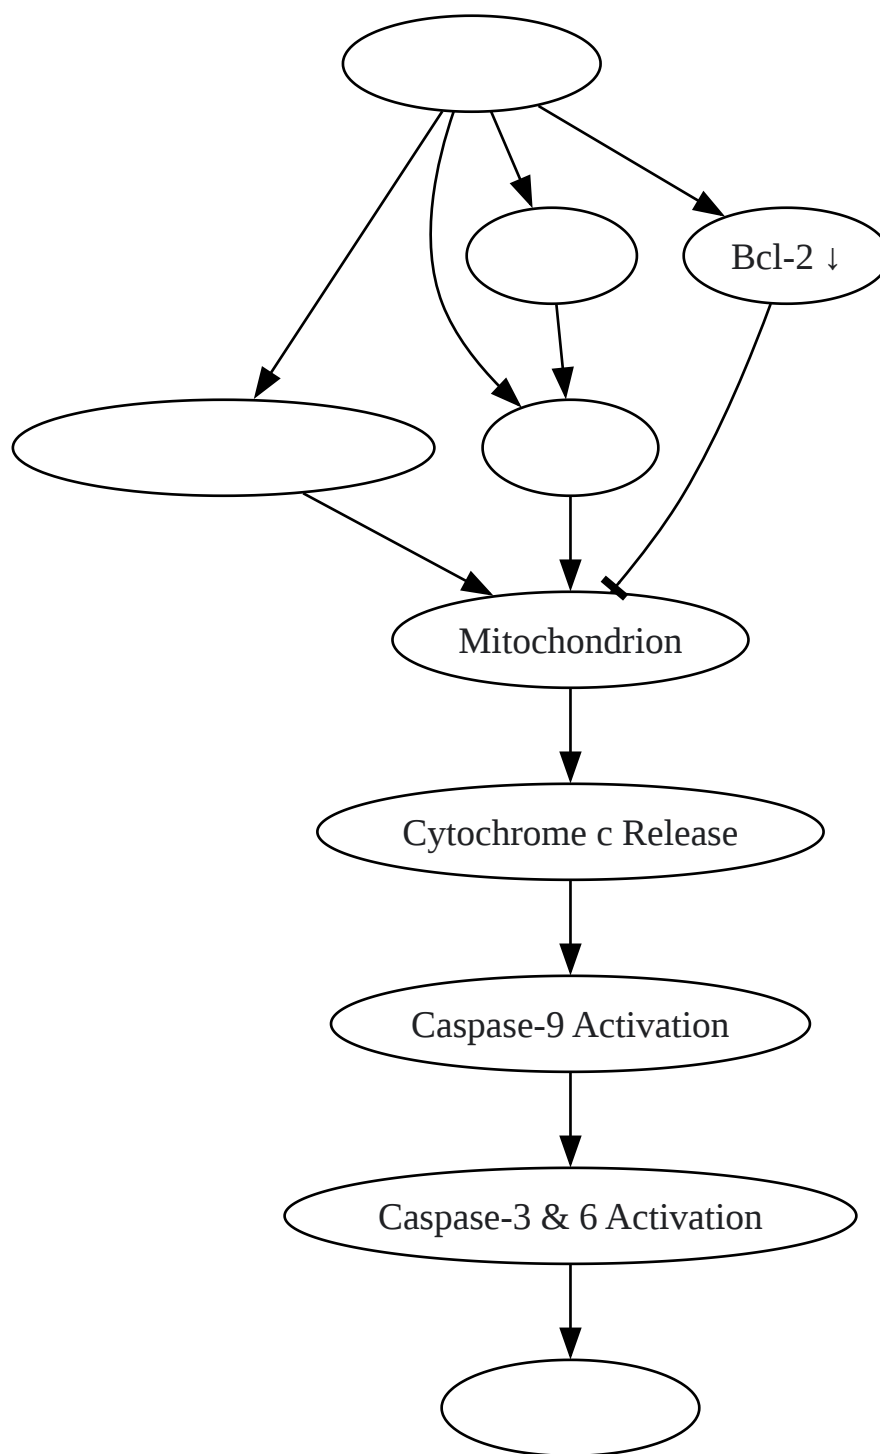 Bcl-2 ↓
Mitochondrion
Cytochrome c Release
Caspase-9 Activation
Caspase-3 & 6 Activation